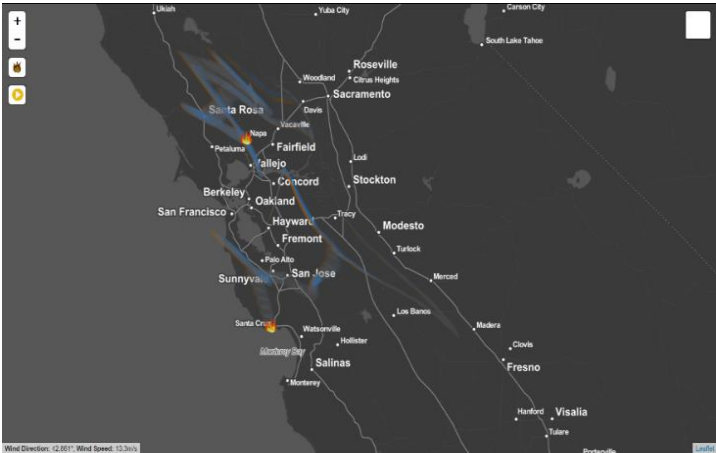 Ukiah
Yuba City
Carson City
+
−
South Lake Tahoe
Roseville
Woodland
Citrus Heights
Sacramento
Santa Rosa
Davis
Vacaville
Napa
Petaluma
Fairfield
Vallejo
Lodi
Concord
Stockton
Berkeley
Oakland
San Francisco
Tracy
Hayward
Modesto
Fremont
Turlock
Palo Alto
Sunnyvale
San Jose
Merced
Los Banos
Santa Cruz
Watsonville
Madera
Hollister
Clovis
Monterey Bay
Salinas
Fresno
Monterey
Hanford
Visalia
Tulare
Porterville
Wind Direction: 42.861°, Wind Speed: 13.3m/s
Leaflet